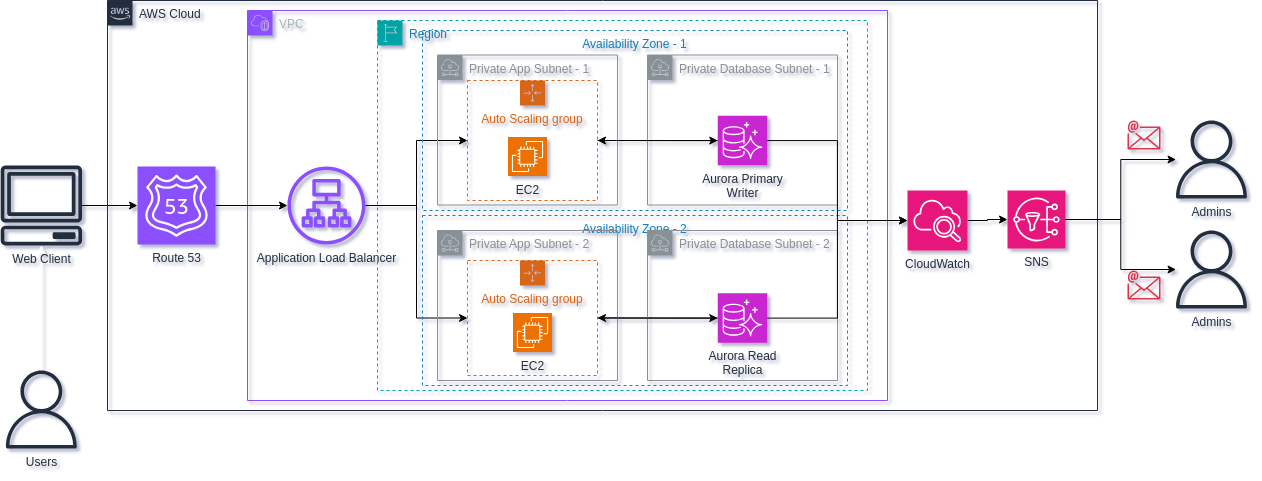 aws
AWS Cloud
VPC
Region
Availability Zone - 1
Private App Subnet - 1
Private Database Subnet - 1
Auto Scaling group
EC2
Aurora Primary
Writer
Web Client
53
Route 53
Application Load Balancer
Availability Zone - 2
Private App Subnet - 2
Private Database Subnet - 2
Auto Scaling group
EC2
Aurora Read
Replica
CloudWatch
SNS
@
Admins
@
Admins
Users